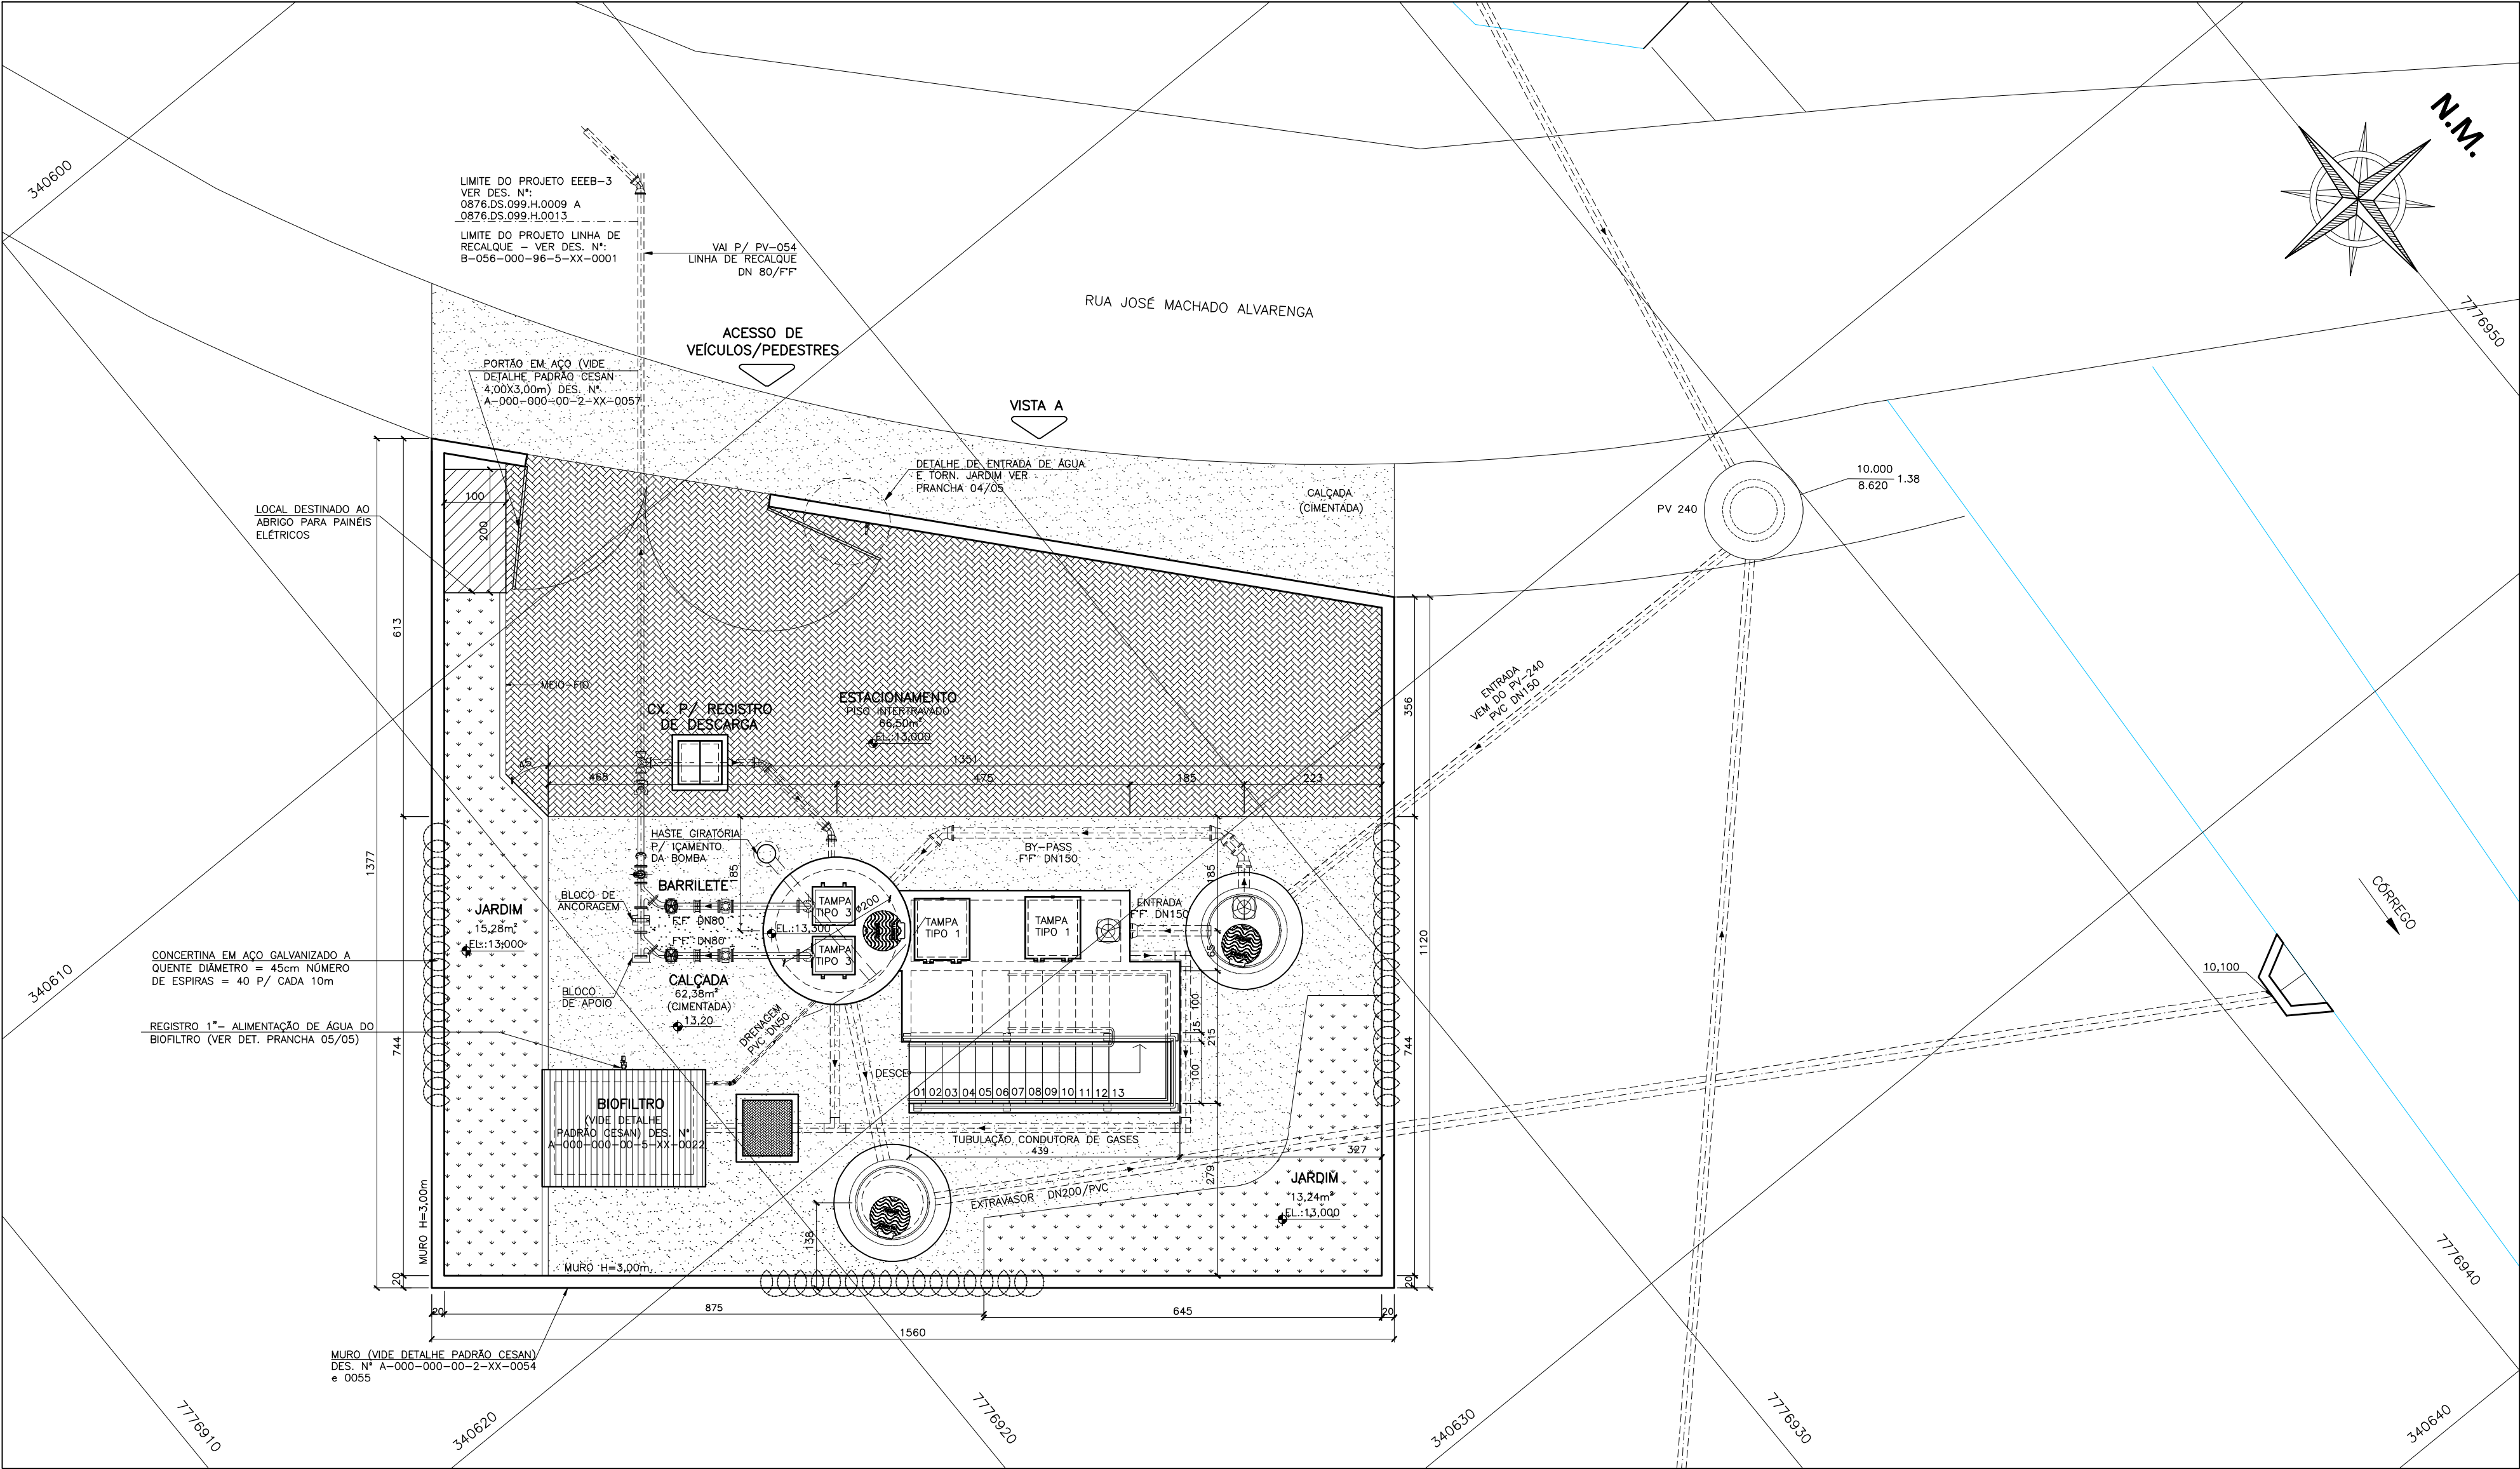 N.M.
340600
LIMITE DO PROJETO EEEB-3
VER DES. N°:
0876.DS.099.H.0009 A
0876.DS.099.H.0013
LIMITE DO PROJETO LINHA DE
RECALQUE - VER DES. N°:
B-056-000-96-5-XX-0001
VAI P/ PV-054
LINHA DE RECALQUE
DN 80/F°F°
RUA JOSÉ MACHADO ALVARENGA
7776950
ACESSO DE
VEÍCULOS/PEDESTRES
PORTÃO EM AÇO (VIDE
DETALHE PADRÃO CESAN
4,00X3,00m) DES. N°
A-000-000-00-2-XX-0057
VISTA A
DETALHE DE ENTRADA DE ÁGUA
E TORN. JARDIM VER
PRANCHA 04/05
CALÇADA
(CIMENTADA)
10.000
8.620
1.38
PV 240
100
200
LOCAL DESTINADO AO
ABRIGO PARA PAINÉIS
ELÉTRICOS
613
MEIO-FIO
CX. P/ REGISTRO
DE DESCARGA
ESTACIONAMENTO
PISO INTERTRAVADO
66,50m²
EL.:13,000
356
ENTRADA
VEM DO PV-240
PVC DN150
45°
1351
468
475
185
223
HASTE GIRATÓRIA
P/ IÇAMENTO
DA BOMBA
185
BY-PASS
F°F° DN150
185
1377
BARRILETE
BLOCO DE
ANCORAGEM
F°F° DN80
F°F° DN80
TAMPA
TIPO 3
TAMPA
TIPO 3
Ø200
EL.:13,300
TAMPA
TIPO 1
TAMPA
TIPO 1
ENTRADA
F°F° DN150
65
JARDIM
15,28m²
EL.:13,000
CÓRREGO
1120
10,100
340610
CONCERTINA EM AÇO GALVANIZADO A
QUENTE DIÂMETRO = 45cm NÚMERO
DE ESPIRAS = 40 P/ CADA 10m
BLOCO
DE APOIO
CALÇADA
62,38m²
(CIMENTADA)
13,20
DRENAGEM
PVC DN50
100
15
215
100
REGISTRO 1"- ALIMENTAÇÃO DE ÁGUA DO
BIOFILTRO (VER DET. PRANCHA 05/05)
744
744
DESCE
01 02 03 04 05 06 07 08 09 10 11 12 13
BIOFILTRO
(VIDE DETALHE
PADRÃO CESAN) DES. N°
A-000-000-00-5-XX-0022
TUBULAÇÃO CONDUTORA DE GASES
439
327
279
JARDIM
13,24m²
EL.:13,000
EXTRAVASOR DN200/PVC
138
MURO H=3,00m
MURO H=3,00m
20
20
20
875
645
20
1560
MURO (VIDE DETALHE PADRÃO CESAN)
DES. N° A-000-000-00-2-XX-0054
e 0055
7776940
7776910
340620
7776920
340630
7776930
340640